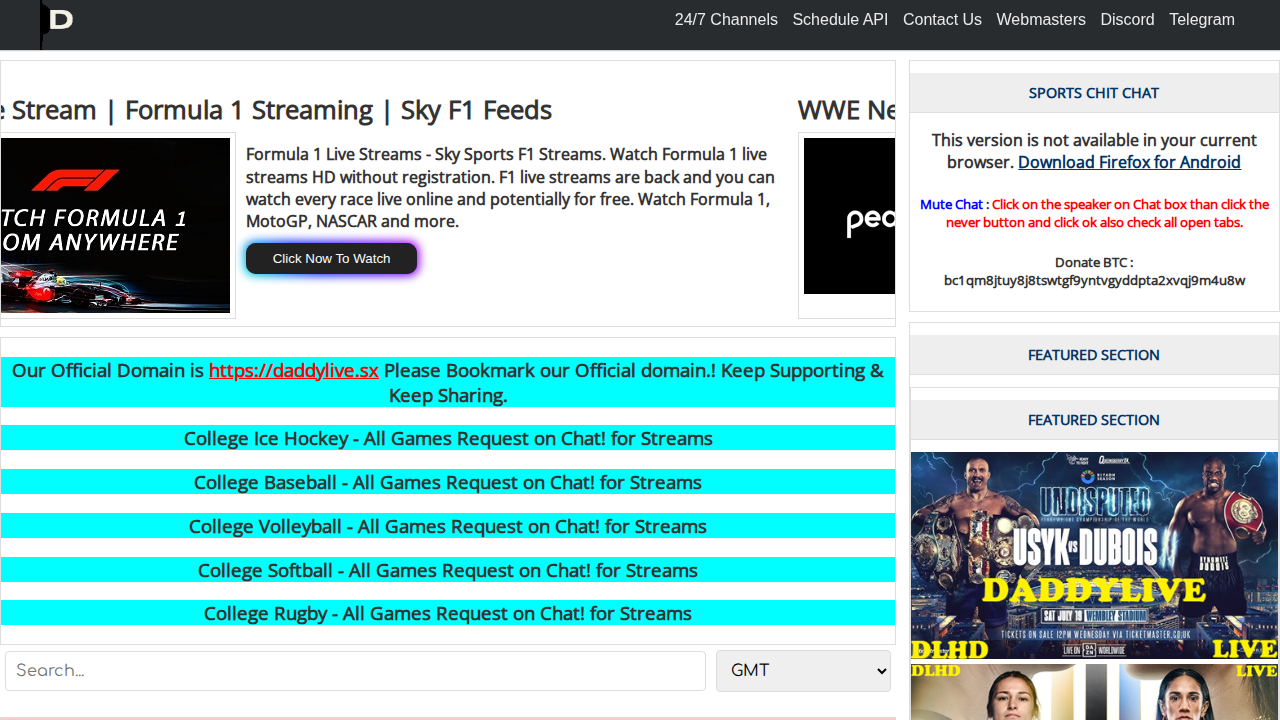 D
24/7 Channels Schedule API Contact Us Webmasters Discord Telegram
Stream | Formula 1 Streaming | Sky F1 Feeds
WWE Ne
TCH FORMULA 1
OM ANYWHERE
Formula 1 Live Streams - Sky Sports F1 Streams. Watch Formula 1 live
streams HD without registration. F1 live streams are back and you can
watch every race live online and potentially for free. Watch Formula 1,
MotoGP, NASCAR and more.
Click Now To Watch
pea
Our Official Domain is https://daddylive.sx Please Bookmark our Official domain.! Keep Supporting &
Keep Sharing.
College Ice Hockey - All Games Request on Chat! for Streams
College Baseball - All Games Request on Chat! for Streams
College Volleyball - All Games Request on Chat! for Streams
College Softball - All Games Request on Chat! for Streams
College Rugby - All Games Request on Chat! for Streams
Search...
GMT
SPORTS CHIT CHAT
This version is not available in your current
browser. Download Firefox for Android
Mute Chat : Click on the speaker on Chat box than click the
never button and click ok also check all open tabs.
Donate BTC :
bc1qm8jtuy8j8tswtgf9yntvgyddpta2xvqj9m4u8w
FEATURED SECTION
FEATURED SECTION
RIYADH SEASON
UNDISPUTED
USYK VS DUBOIS
DADDYLIVE
SAT JULY 19 WEMBLEY STADIUM
TICKETS ON SALE 12PM WEDNESDAY VIA TICKETMASTER.CO.UK
LIVE ON DAZN WORLDWIDE
DLHD LIVE
DLHD LIVE